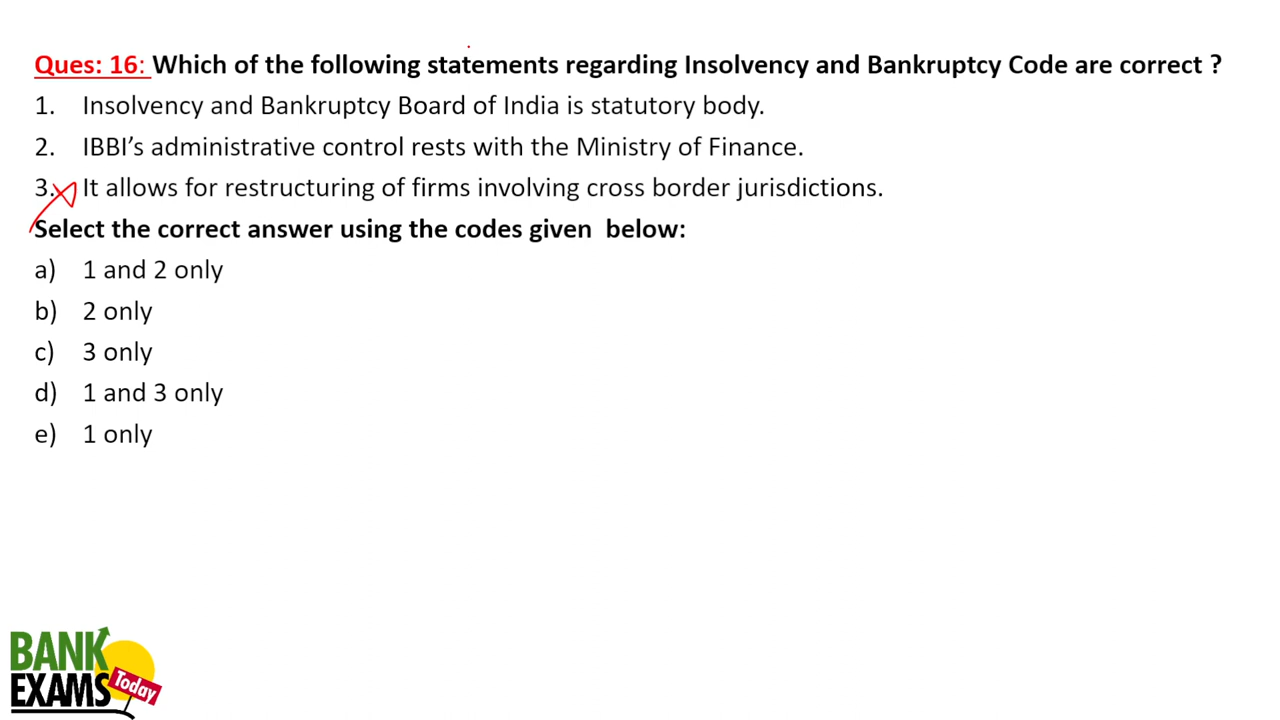 Ques: 16: Which of the following statements regarding Insolvency and Bankruptcy Code are correct ?
1. Insolvency and Bankruptcy Board of India is statutory body.
2. IBBI’s administrative control rests with the Ministry of Finance.
3. It allows for restructuring of firms involving cross border jurisdictions.
Select the correct answer using the codes given below:
a) 1 and 2 only
b) 2 only
c) 3 only
d) 1 and 3 only
e) 1 only
BANK
EXAMS
Today